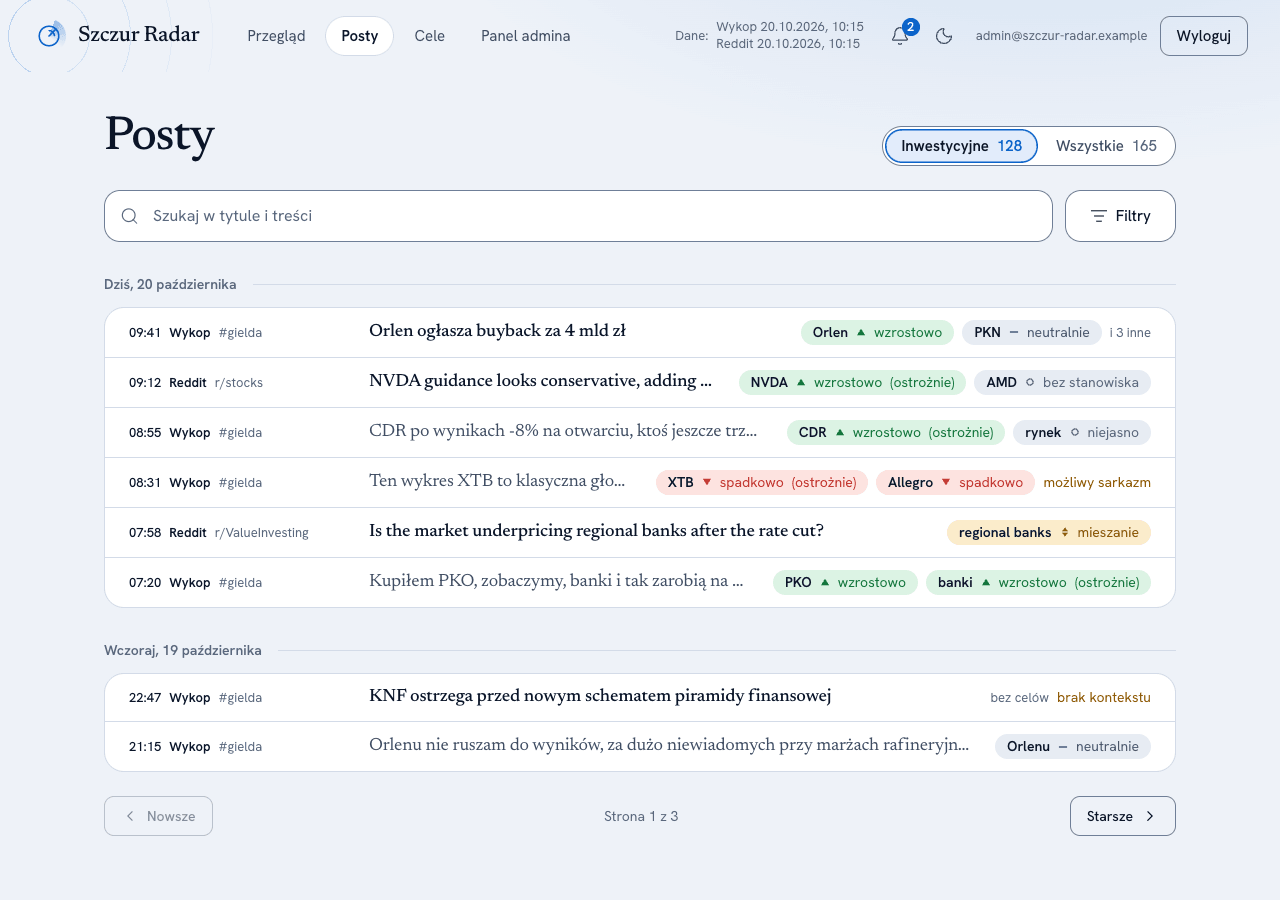 Szczur Radar Przegląd Posty Cele Panel admina Dane: Wykop 20.10.2026, 10:15 2 admin@szczur-radar.example Wyloguj
Reddit 20.10.2026, 10:15
Posty
Inwestycyjne 128 Wszystkie 165
Szukaj w tytule i treści Filtry
Dziś, 20 października
09:41 Wykop #gielda Orlen ogłasza buyback za 4 mld zł Orlen wzrostowo PKN neutralnie i 3 inne
09:12 Reddit r/stocks NVDA guidance looks conservative, adding ... NVDA wzrostowo (ostrożnie) AMD bez stanowiska
08:55 Wykop #gielda CDR po wynikach -8% na otwarciu, ktoś jeszcze trz... CDR wzrostowo (ostrożnie) rynek niejasno
08:31 Wykop #gielda Ten wykres XTB to klasyczna gło... XTB spadkowo (ostrożnie) Allegro spadkowo możliwy sarkazm
07:58 Reddit r/ValueInvesting Is the market underpricing regional banks after the rate cut? regional banks mieszanie
07:20 Wykop #gielda Kupiłem PKO, zobaczymy, banki i tak zarobią na ... PKO wzrostowo banki wzrostowo (ostrożnie)
Wczoraj, 19 października
22:47 Wykop #gielda KNF ostrzega przed nowym schematem piramidy finansowej bez celów brak kontekstu
21:15 Wykop #gielda Orlenu nie ruszam do wyników, za dużo niewiadomych przy marżach rafineryjn... Orlenu neutralnie
Nowsze Strona 1 z 3 Starsze